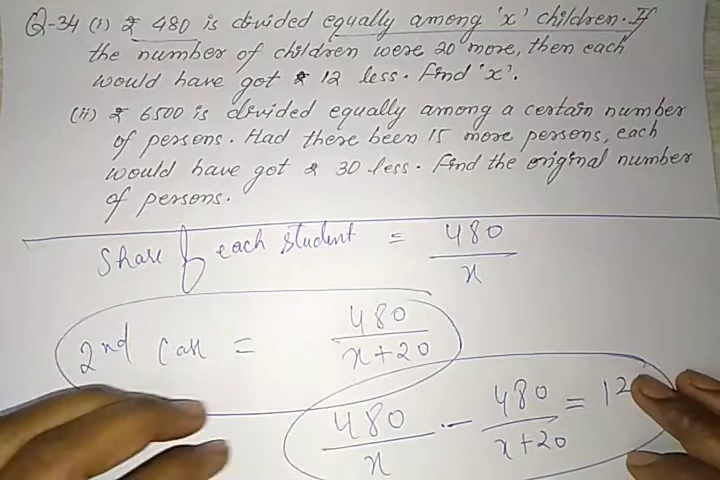 Q-34 (i) ₹ 480 is divided equally among 'x' children. If
the number of children were 20 more, then each
would have got ₹ 12 less. Find 'x'.
(ii) ₹ 6500 is divided equally among a certain number
of persons. Had there been 15 more persons, each
would have got ₹ 30 less. Find the original number
of persons.
Share of each student = 480/x
2nd Case = 480/x+20
480/x - 480/x+20 = 12